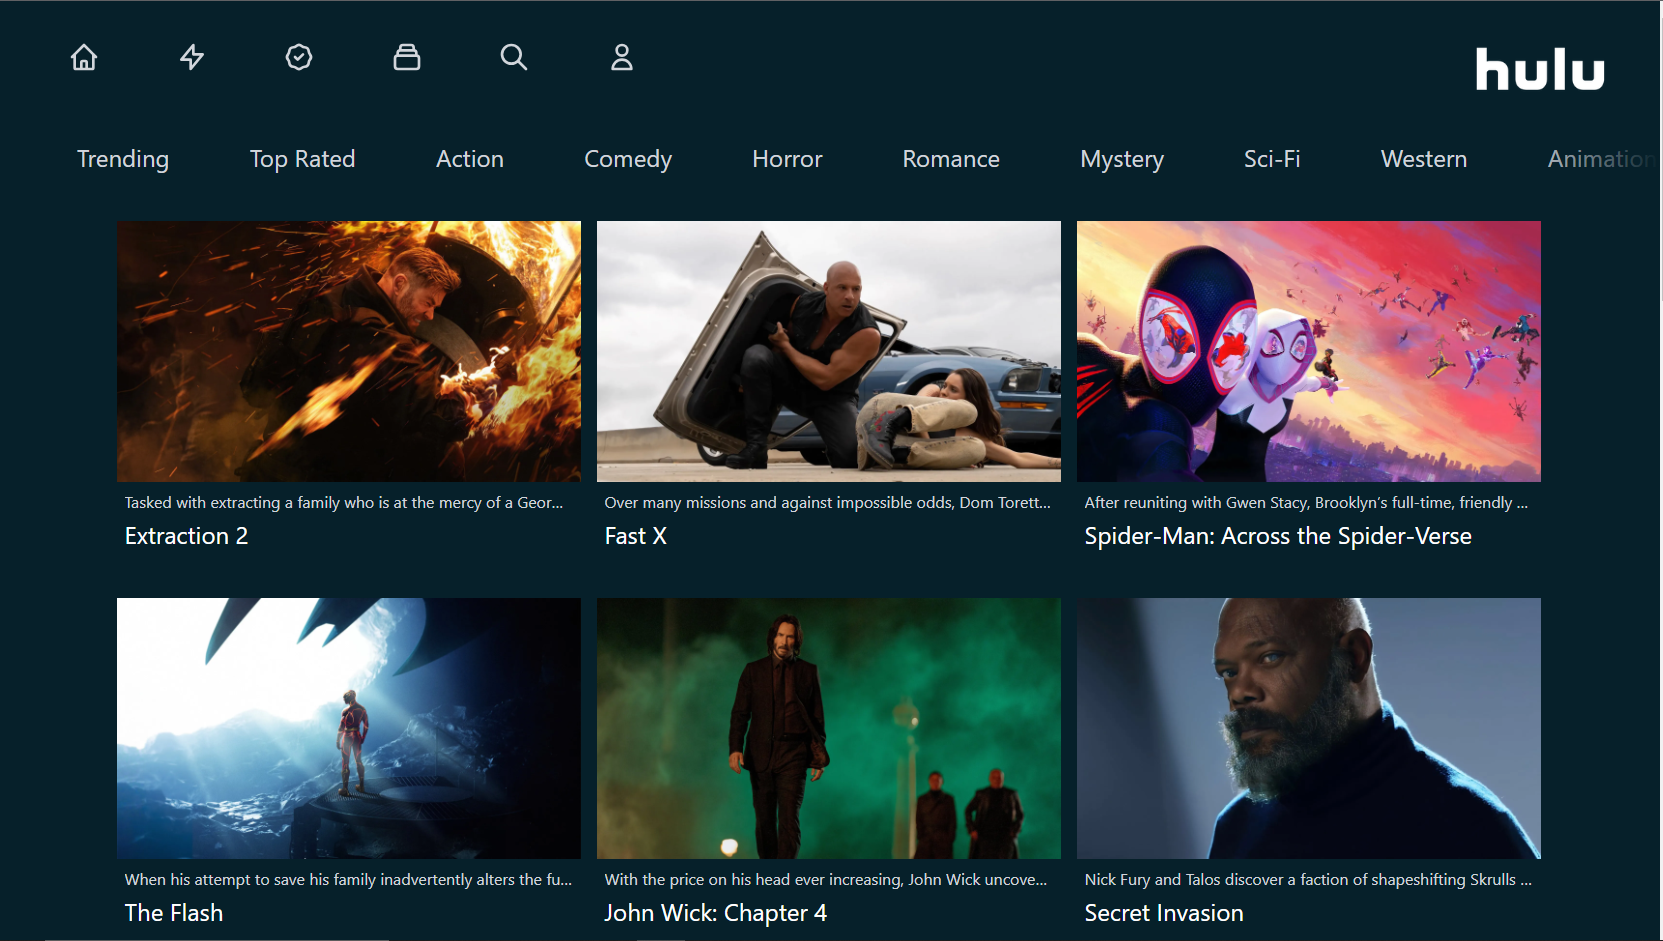 hulu
Trending
Top Rated
Action
Comedy
Horror
Romance
Mystery
Sci-Fi
Western
Animation
Tasked with extracting a family who is at the mercy of a Geor...
Extraction 2
Over many missions and against impossible odds, Dom Torett...
Fast X
After reuniting with Gwen Stacy, Brooklyn’s full-time, friendly ...
Spider-Man: Across the Spider-Verse
When his attempt to save his family inadvertently alters the fu...
The Flash
With the price on his head ever increasing, John Wick uncove...
John Wick: Chapter 4
Nick Fury and Talos discover a faction of shapeshifting Skrulls ...
Secret Invasion